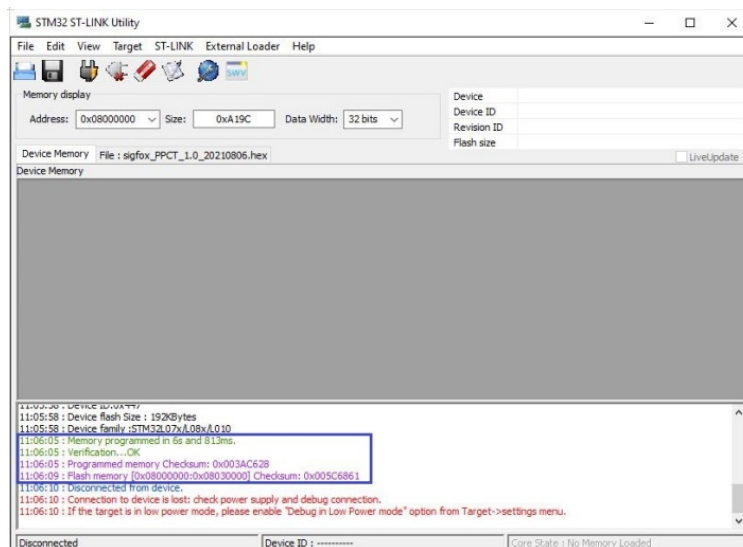 STM32 ST-LINK Utility
File Edit View Target ST-LINK External Loader Help
SWV
Memory display
Address: 0x08000000 Size: 0xA19C Data Width: 32 bits
Device
Device ID
Revision ID
Flash size
Device Memory File : sigfox_PPCT_1.0_20210806.hex
LiveUpdate
Device Memory
11:05:58 : Device ID:0x447
11:05:58 : Device flash Size : 192KBytes
11:05:58 : Device family :STM32L07x/L08x/L010
11:06:05 : Memory programmed in 6s and 813ms.
11:06:05 : Verification...OK
11:06:05 : Programmed memory Checksum: 0x003AC628
11:06:09 : Flash memory [0x08000000:0x08030000] Checksum: 0x005C6861
11:06:10 : Disconnected from device.
11:06:10 : Connection to device is lost: check power supply and debug connection.
11:06:10 : If the target is in low power mode, please enable "Debug in Low Power mode" option from Target->settings menu.
Disconnected
Device ID : ----------
Core State : No Memory Loaded